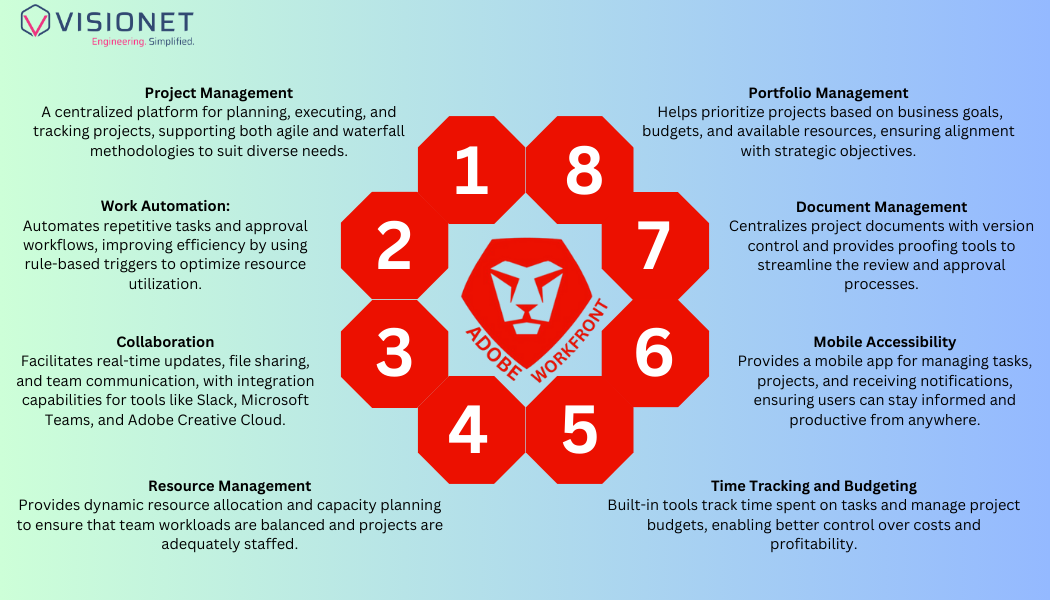 VISIONET
Engineering. Simplified.
Project Management
A centralized platform for planning, executing, and
tracking projects, supporting both agile and waterfall
methodologies to suit diverse needs.
Work Automation:
Automates repetitive tasks and approval
workflows, improving efficiency by using
rule-based triggers to optimize resource
utilization.
Collaboration
Facilitates real-time updates, file sharing,
and team communication, with integration
capabilities for tools like Slack, Microsoft
Teams, and Adobe Creative Cloud.
Resource Management
Provides dynamic resource allocation and capacity planning
to ensure that team workloads are balanced and projects are
adequately staffed.
1
2
3
4
ADOBE
WORKFRONT
8
7
6
5
Portfolio Management
Helps prioritize projects based on business goals,
budgets, and available resources, ensuring alignment
with strategic objectives.
Document Management
Centralizes project documents with version
control and provides proofing tools to
streamline the review and approval
processes.
Mobile Accessibility
Provides a mobile app for managing tasks,
projects, and receiving notifications,
ensuring users can stay informed and
productive from anywhere.
Time Tracking and Budgeting
Built-in tools track time spent on tasks and manage project
budgets, enabling better control over costs and
profitability.